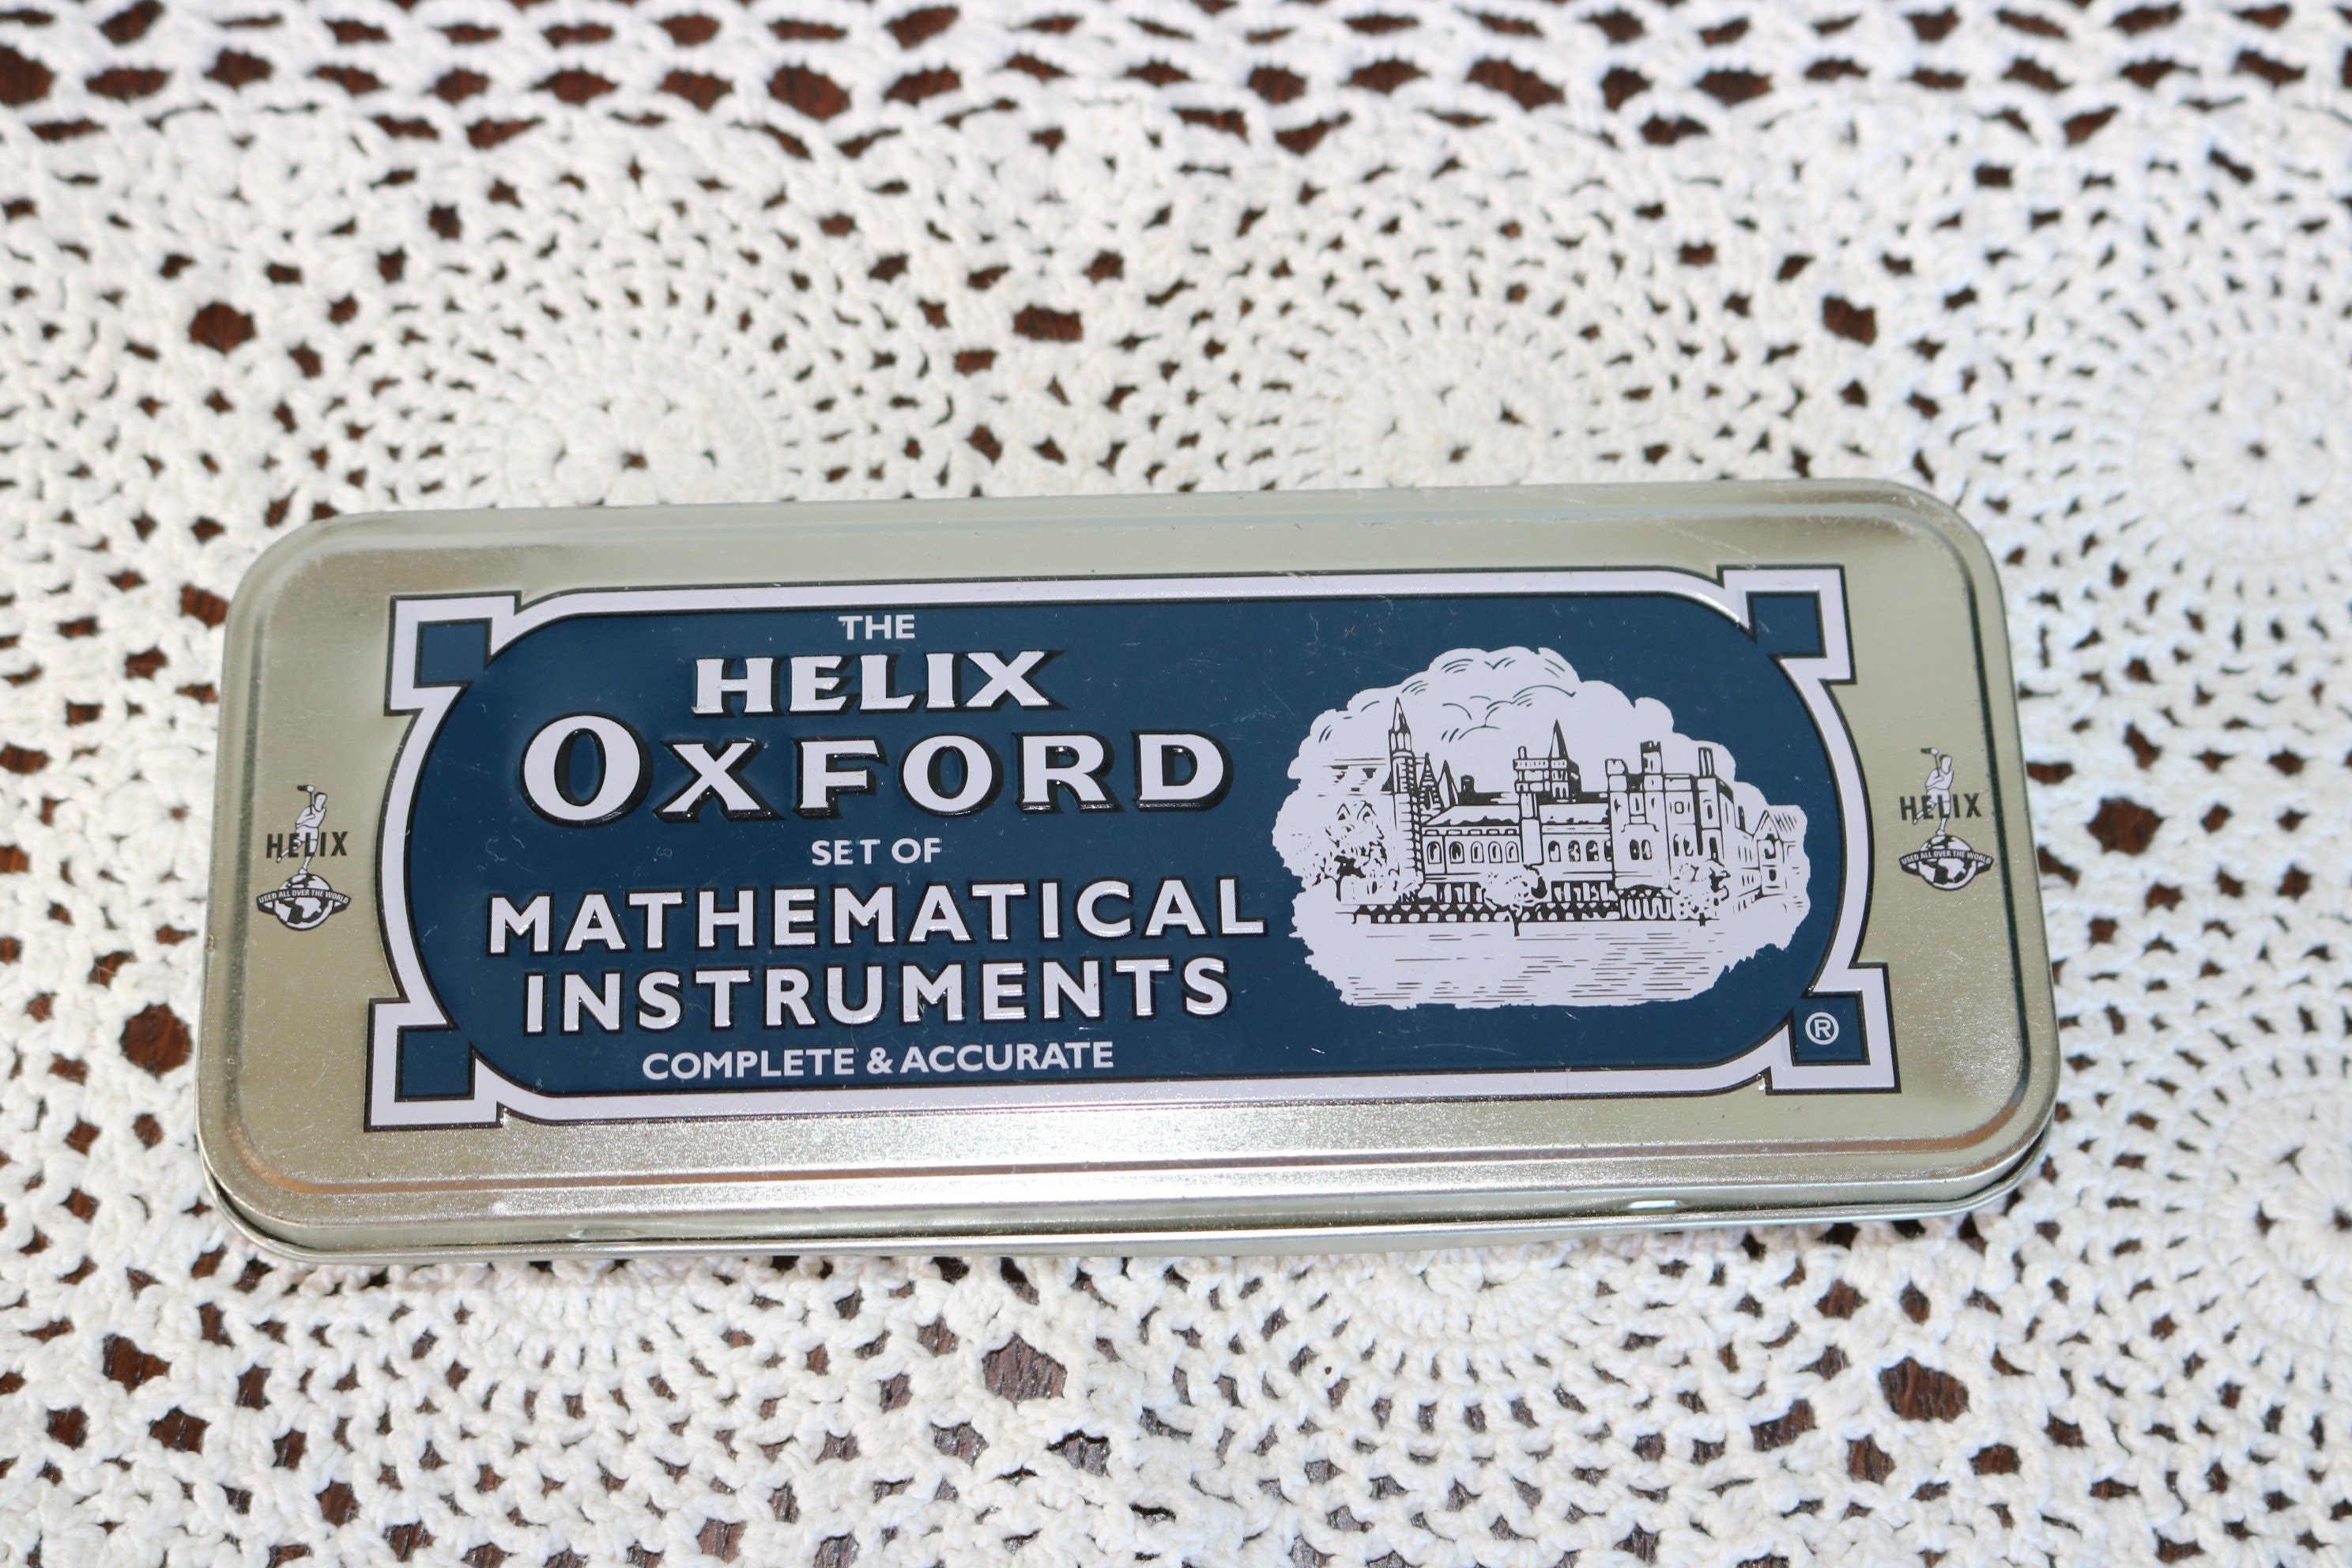 THE
HELIX
OXFORD
SET OF
MATHEMATICAL
INSTRUMENTS
COMPLETE & ACCURATE
®
HELIX
USED ALL OVER THE WORLD
HELIX
USED ALL OVER THE WORLD